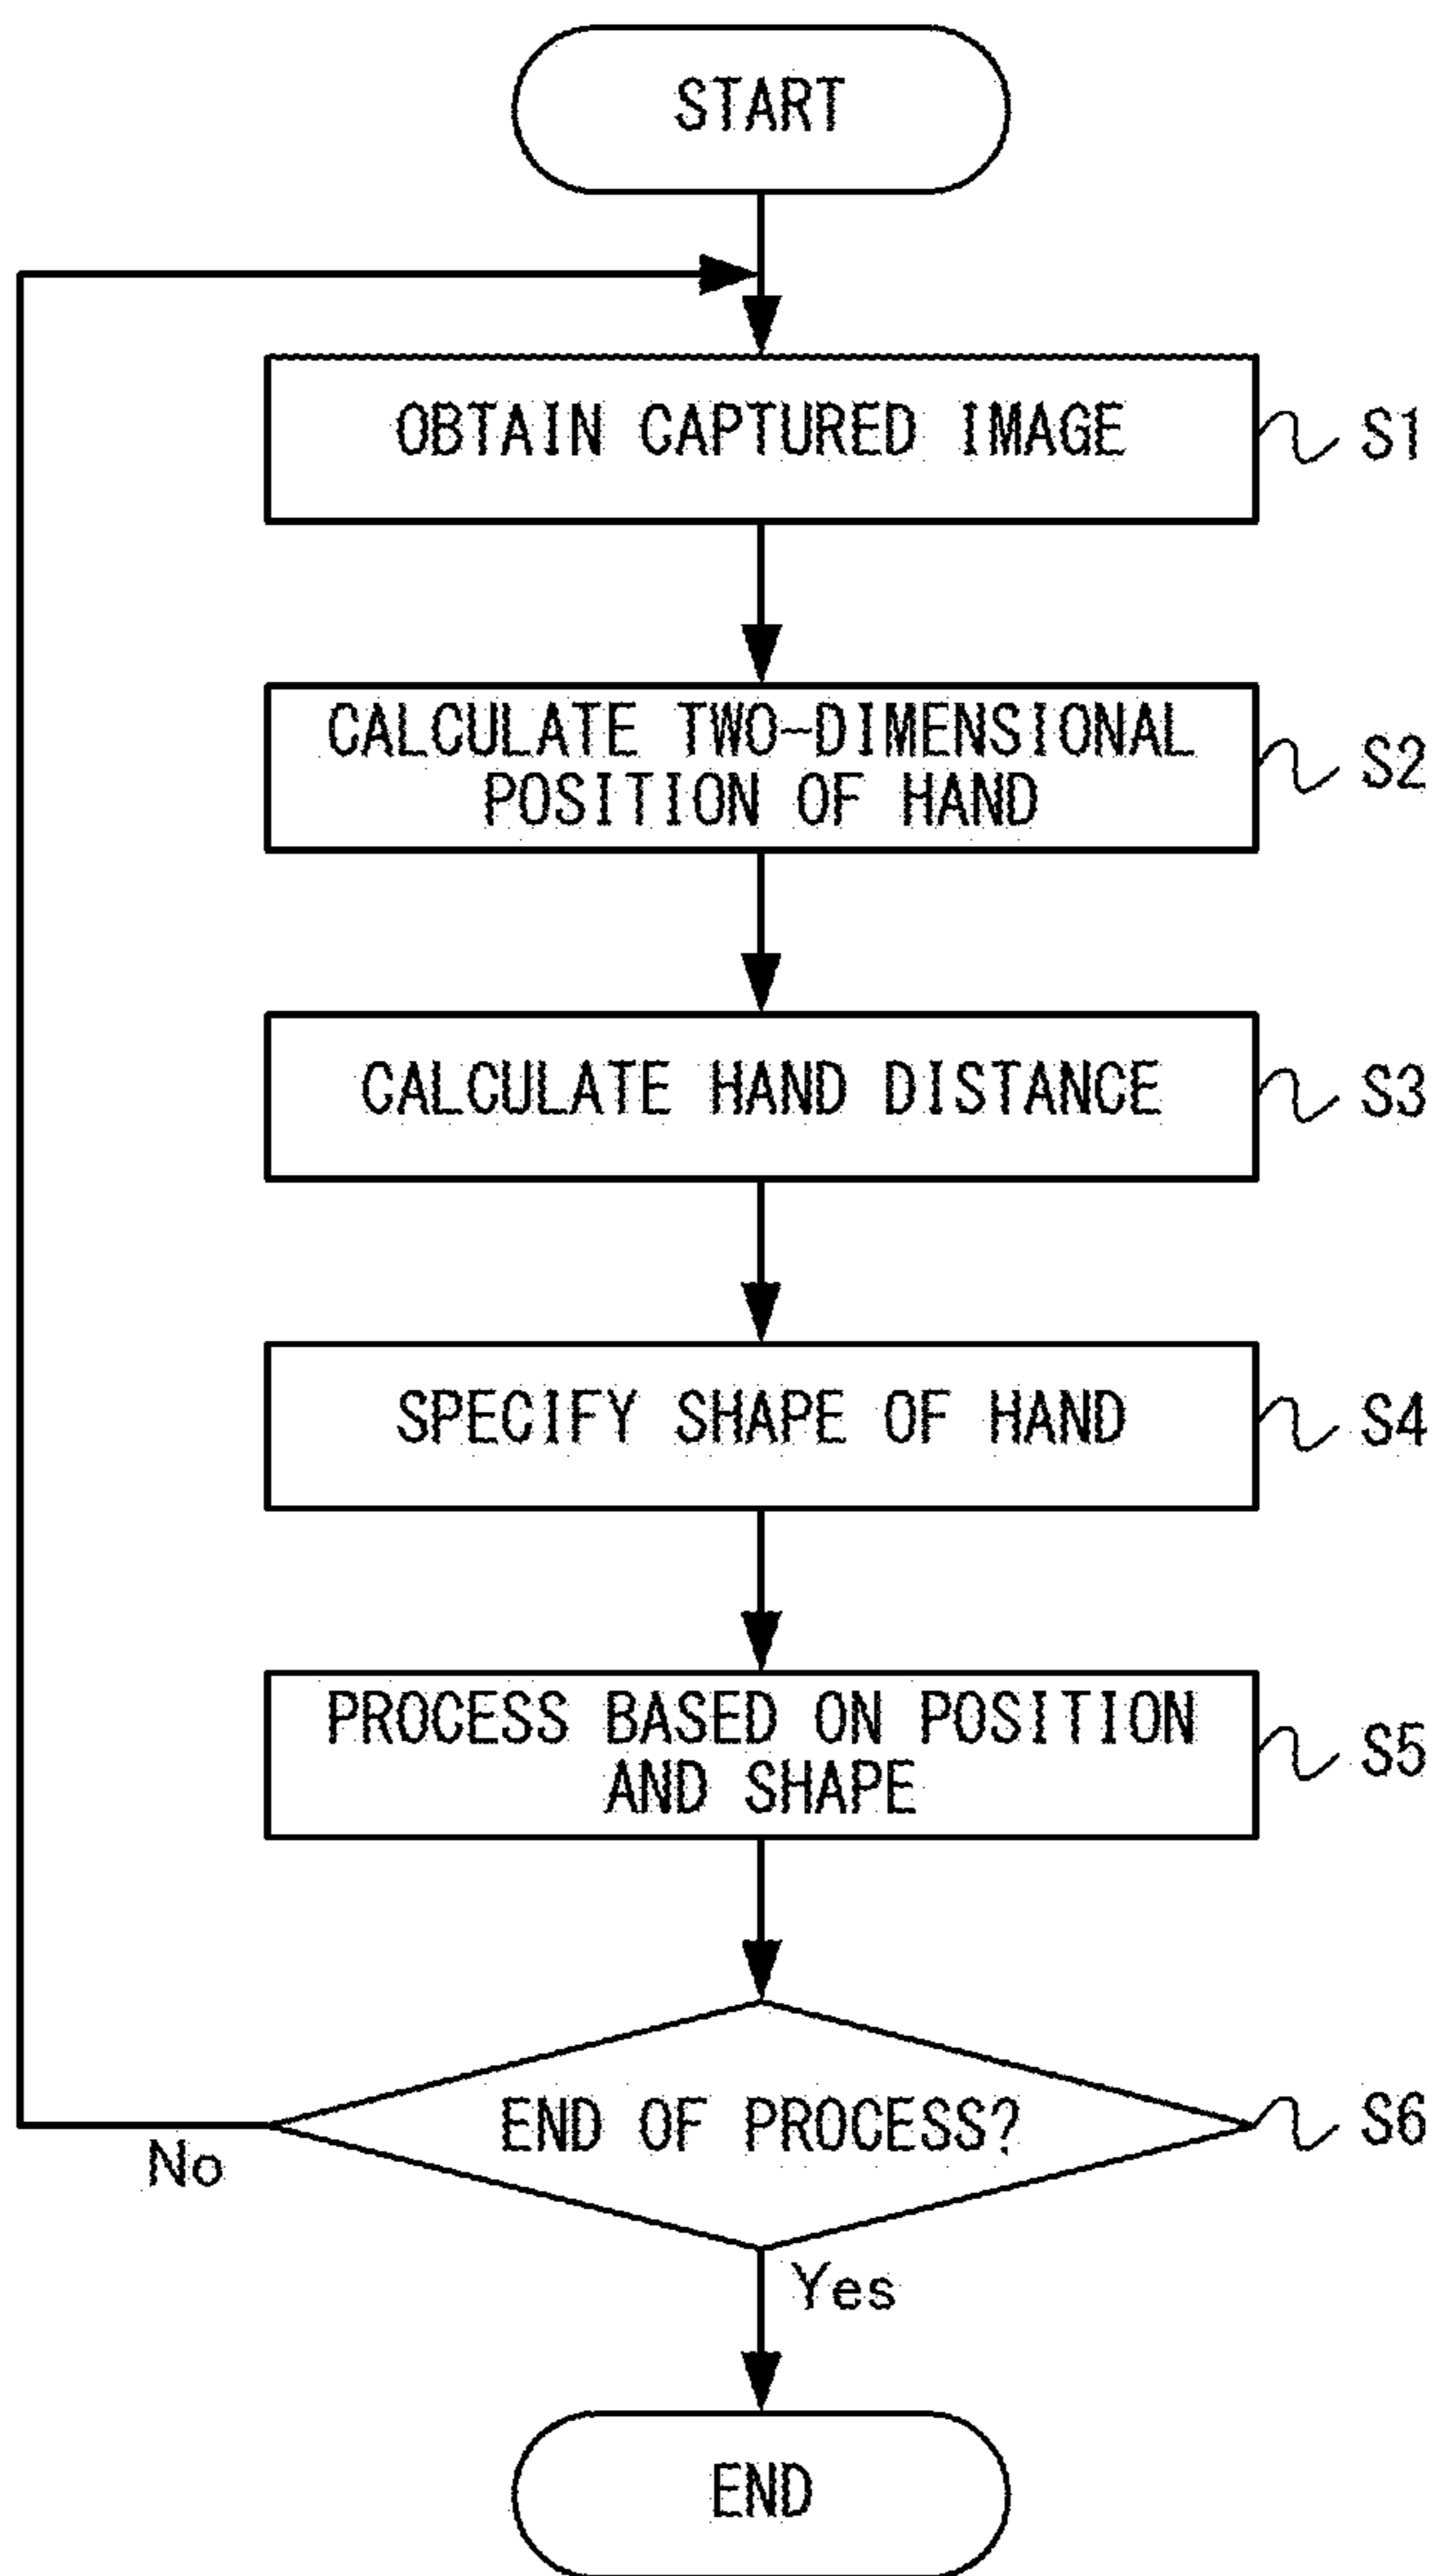 START
OBTAIN CAPTURED IMAGE
S1
CALCULATE TWO-DIMENSIONAL
POSITION OF HAND
S2
CALCULATE HAND DISTANCE
S3
SPECIFY SHAPE OF HAND
S4
PROCESS BASED ON POSITION
AND SHAPE
S5
END OF PROCESS?
S6
No
Yes
END